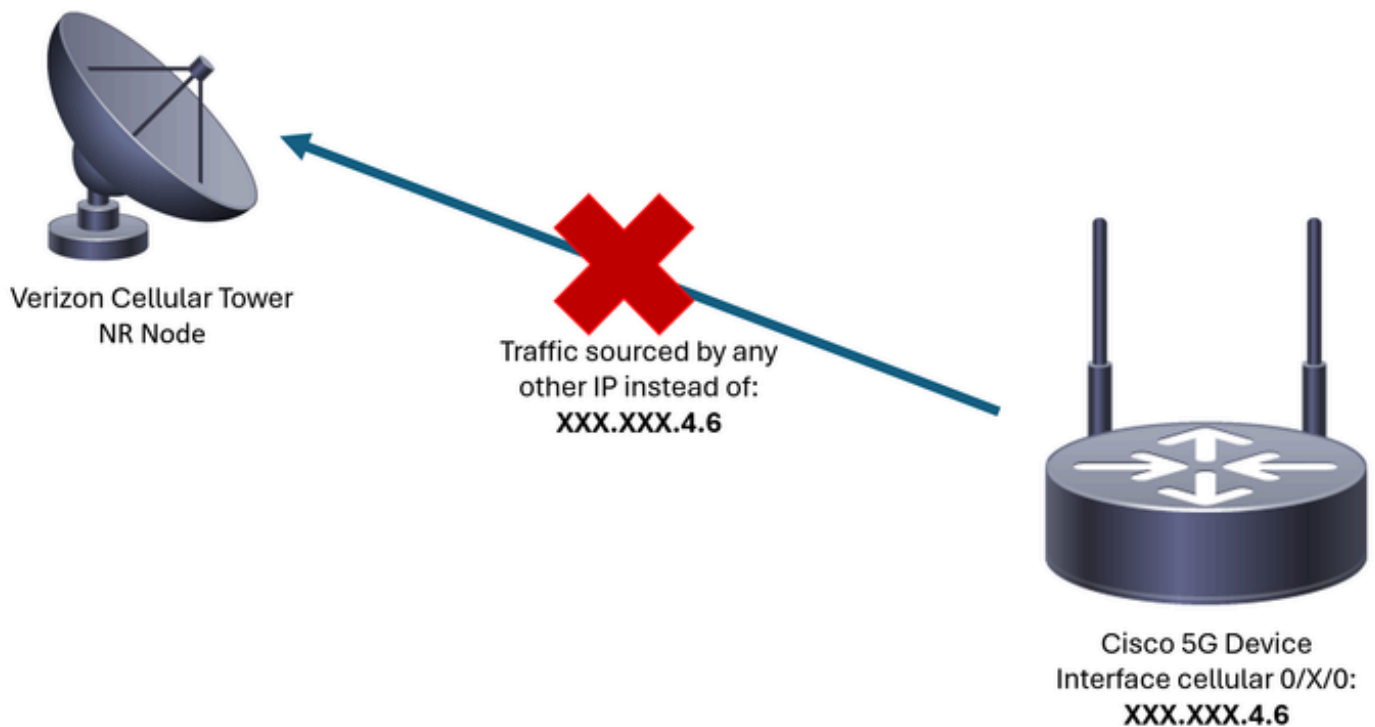 Verizon Cellular Tower
NR Node
Traffic sourced by any
other IP instead of:
XXX.XXX.4.6
Cisco 5G Device
Interface cellular 0/X/0:
XXX.XXX.4.6